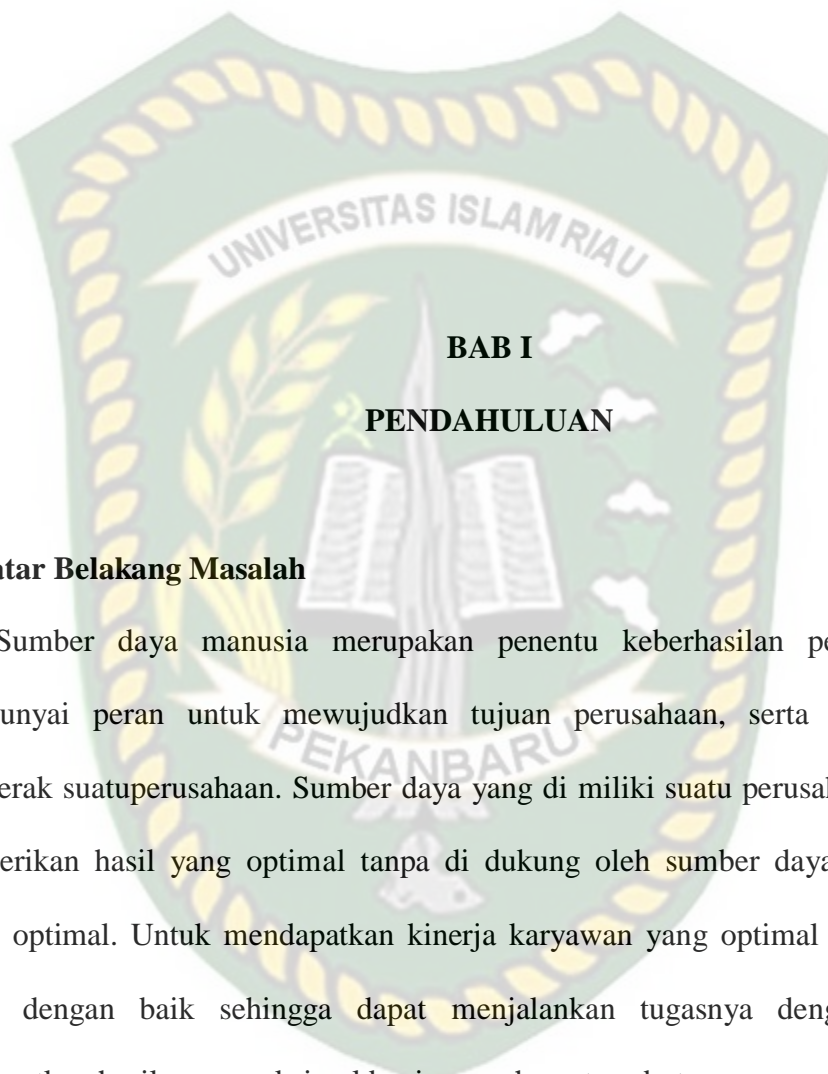 UNIVERSITAS ISLAM RIAU
BAB I
PENDAHULUAN
atar Belakang Masalah
Sumber daya manusia merupakan penentu keberhasilan pe
unyai peran untuk mewujudkan tujuan perusahaan, serta
erak suatuperusahaan. Sumber daya yang di miliki suatu perusal
erikan hasil yang optimal tanpa di dukung oleh sumber daya
optimal. Untuk mendapatkan kinerja karyawan yang optimal
dengan baik sehingga dapat menjalankan tugasnya deng
PEKANBARU